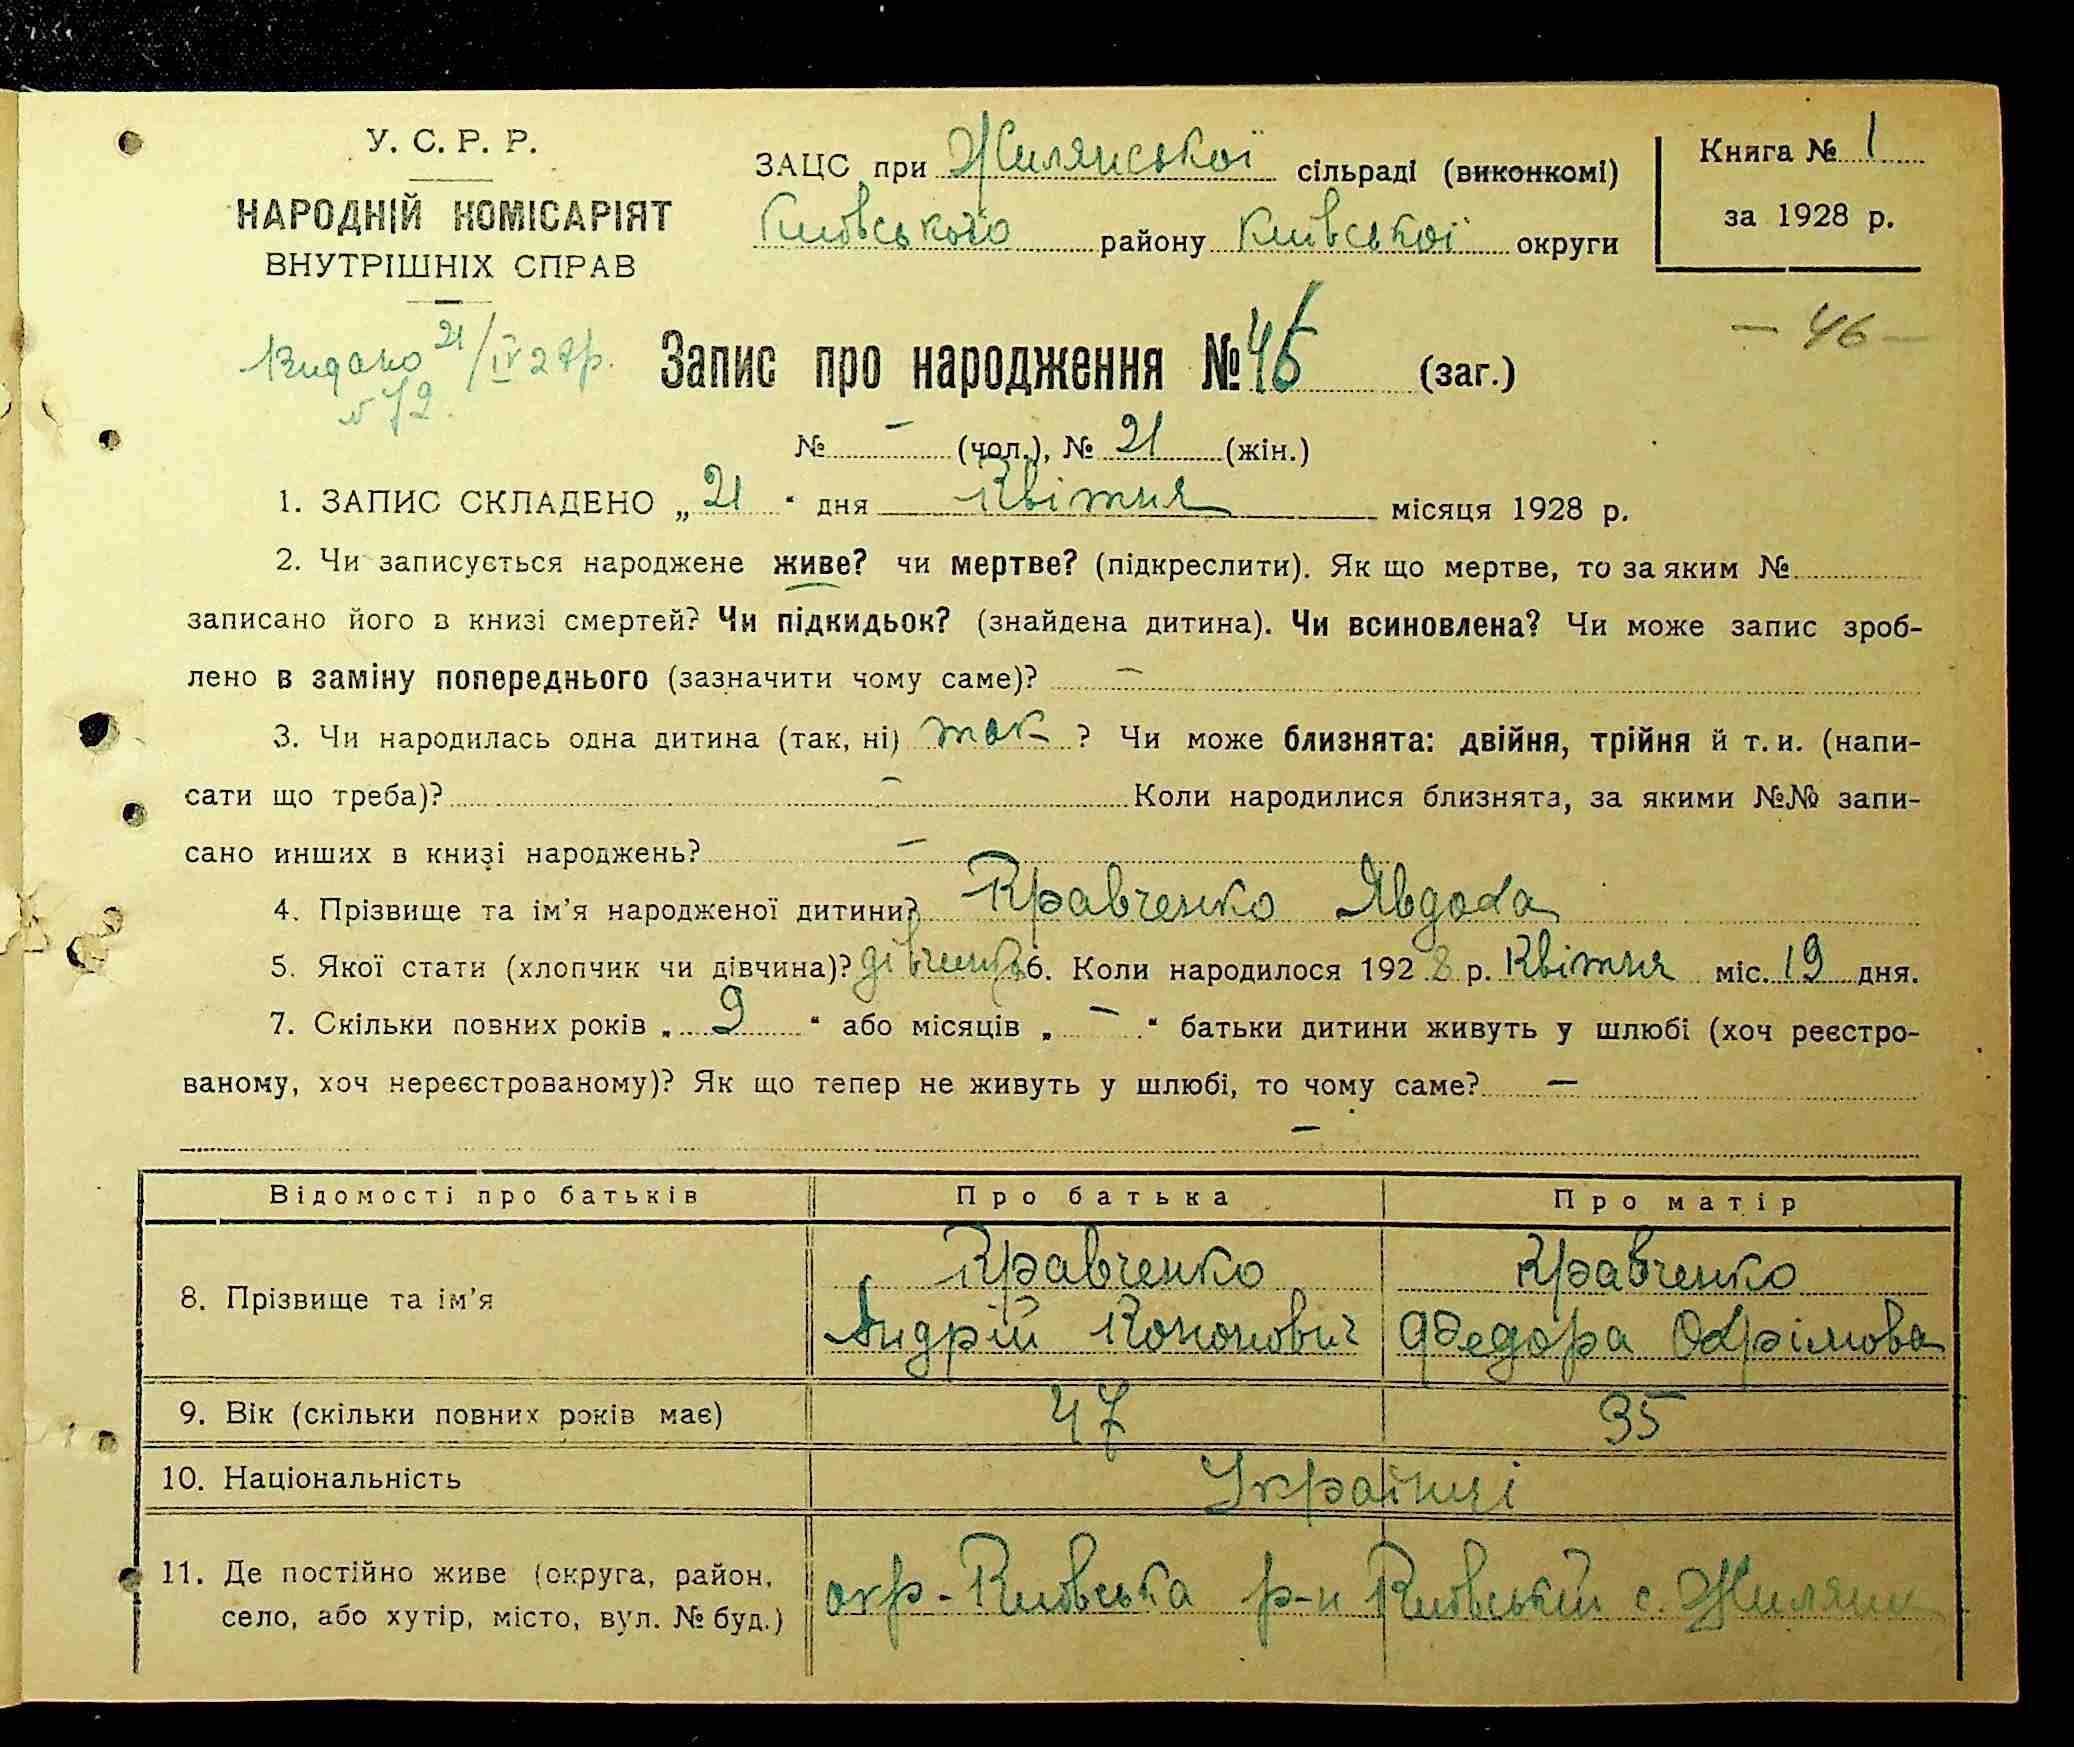 У. С. Р. Р.
НАРОДНІЙ КОМІСАРІЯТ
ВНУТРІШНІХ СПРАВ
ЗАЦС при Жилянської сільраді (виконкомі)
Київського району Київської округи
Книга № 1
за 1928 р.
Видано 21/IV 28р.
№ 72.
Запис про народження № 46 (заг.)
— 46 —
№ – (чол.), № 21 (жін.)
1. ЗАПИС СКЛАДЕНО „21“ дня Квітня місяця 1928 р.
2. Чи записується народжене живе? чи мертве? (підкреслити). Як що мертве, то за яким №
записано його в книзі смертей? Чи підкидьок? (знайдена дитина). Чи всиновлена? Чи може запис зроб-
лено в заміну попереднього (зазначити чому саме)? –
3. Чи народилась одна дитина (так, ні) так ? Чи може близнята: двійня, трійня й т. и. (напи-
сати що треба)? – Коли народилися близнята, за якими №№ запи-
сано инших в книзі народжень? –
4. Прізвище та ім'я народженої дитини? Кравченко Явдоха
5. Якої стати (хлопчик чи дівчина)? дівчина 6. Коли народилося 1928 р. Квітня міс. 19 дня.
7. Скільки повних років „ 9 “ або місяців „ – “ батьки дитини живуть у шлюбі (хоч реєстро-
ваному, хоч нереєстрованому)? Як що тепер не живуть у шлюбі, то чому саме? –
–
Відомості про батьків Про батька Про матір
8. Прізвище та ім'я Кравченко Андрій Кононович Кравченко Федора Охрімова
9. Вік (скільки повних років має) 47 35
10. Національність Українці
11. Де постійно живе (округа, район,
село, або хутір, місто, вул. № буд.) окр-Київська р-н Київський с. Жиляни